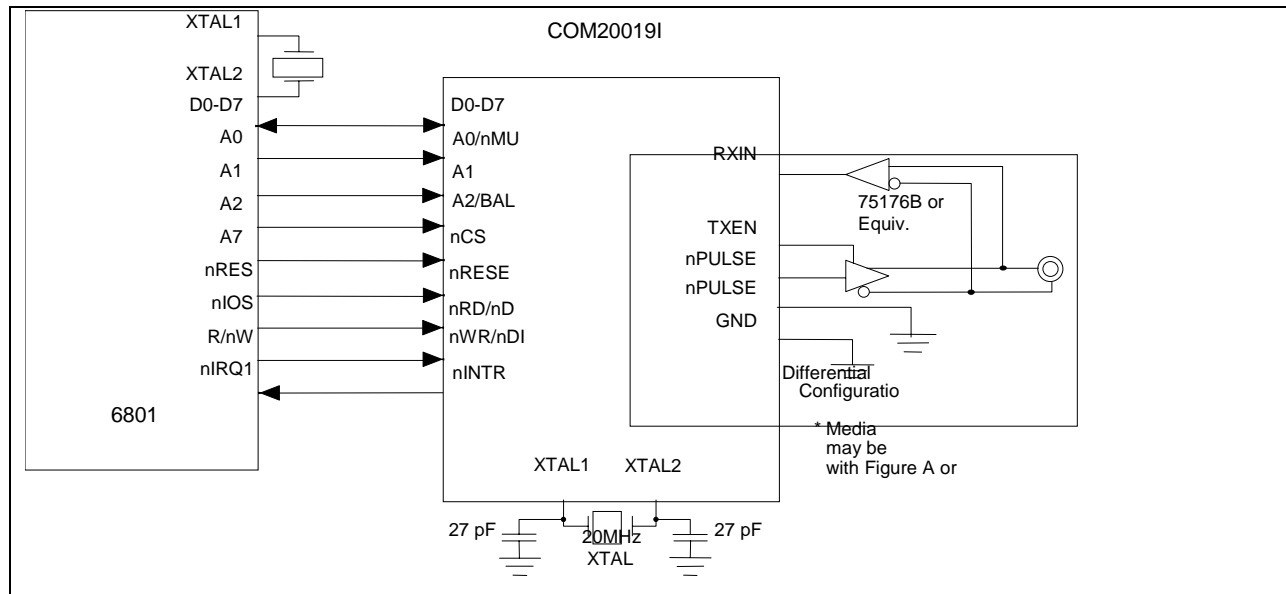 COM20019I
XTAL1
XTAL2
D0-D7
A0
A1
A2
A7
nRES
nIOS
R/nW
nIRQ1
6801
D0-D7
A0/nMU
A1
A2/BAL
nCS
nRESE
nRD/nD
nWR/nDI
nINTR
RXIN
TXEN
nPULSE
nPULSE
GND
75176B or
Equiv.
Differential
Configuratio
* Media
may be
with Figure A or
XTAL1
XTAL2
27 pF
20MHz
XTAL
27 pF